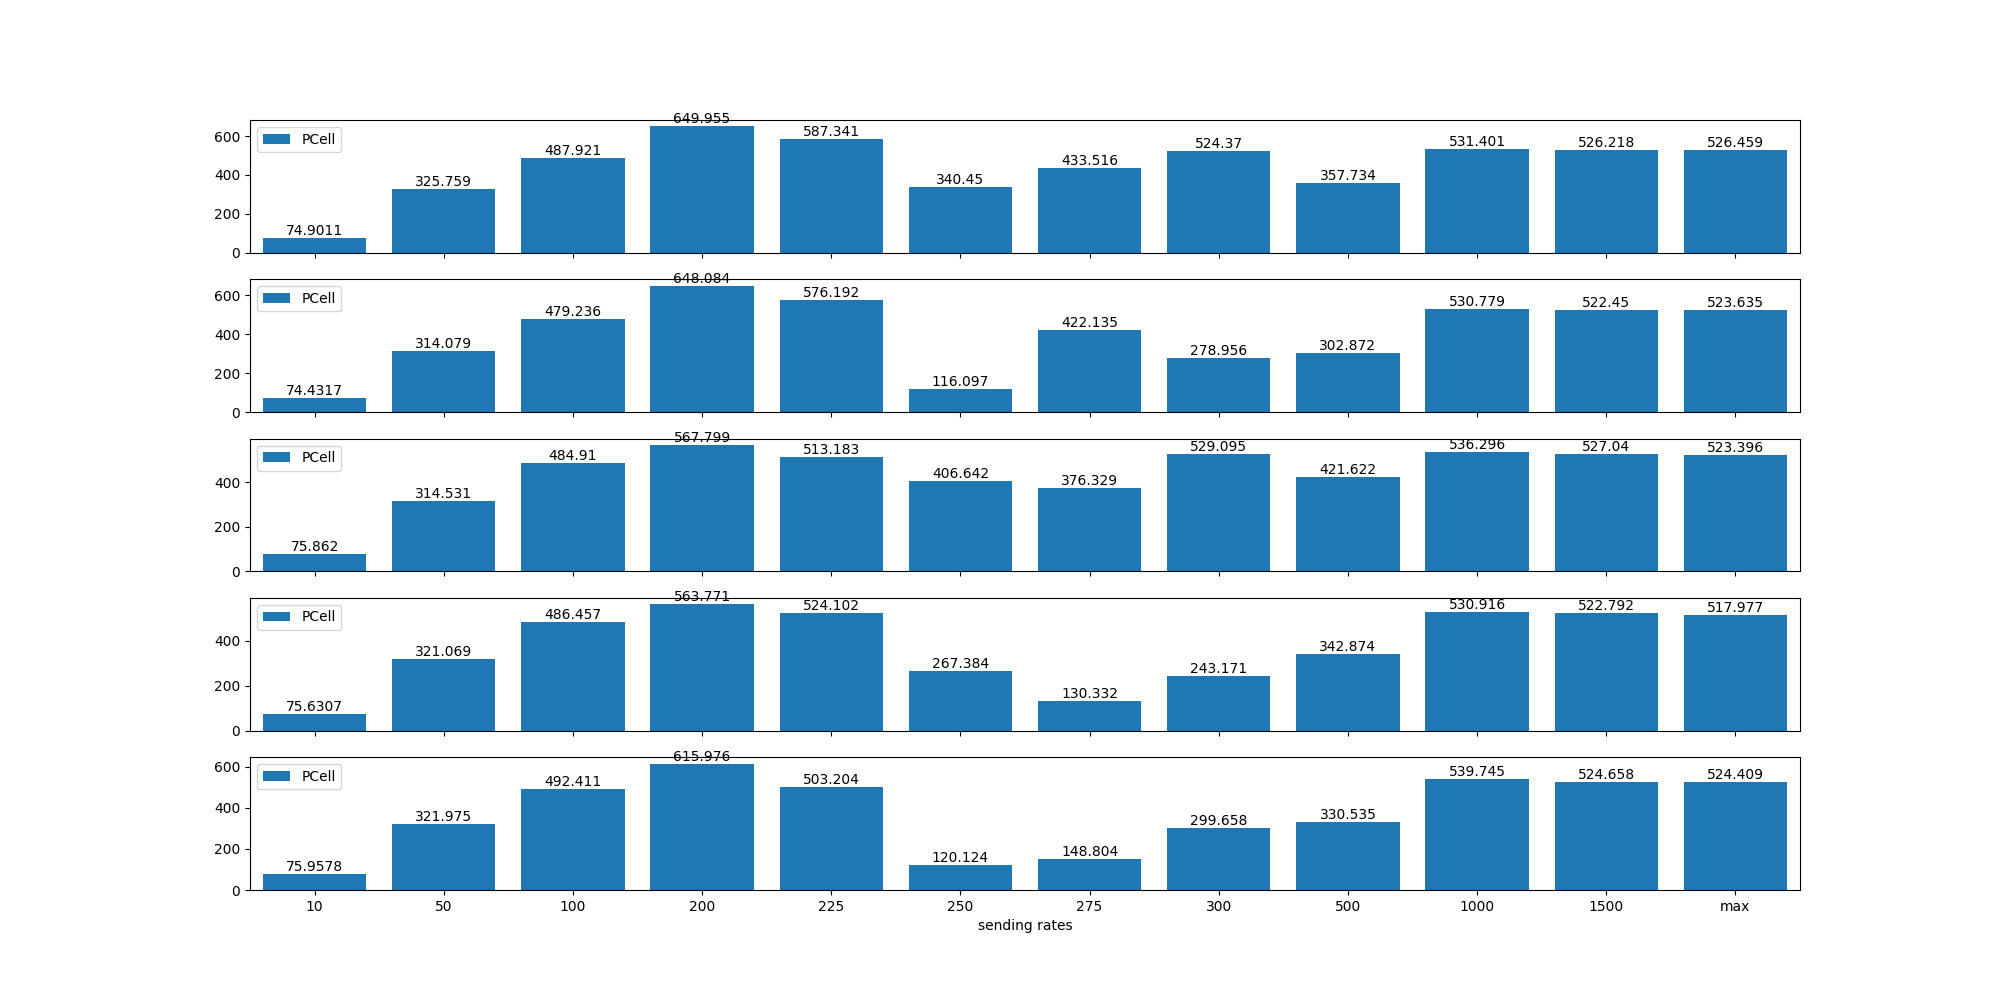 649.955
600 PCell 587.341
487.921 433.516 524.37 531.401 526.218 526.459
400 325.759 340.45 357.734
200 74.9011
0
648.084
600 PCell 576.192
479.236 422.135 530.779 522.45 523.635
400 314.079 278.956 302.872
200 74.4317 116.097
0
567.799
PCell 513.183 529.095 536.296 527.04 523.396
400 484.91 406.642 376.329 421.622
200 314.531
75.862
0
563.771
PCell 524.102 530.916 522.792 517.977
400 486.457 342.874
321.069 267.384 243.171
200 75.6307 130.332
0
615.976
600 PCell 503.204 539.745 524.658 524.409
492.411
400 321.975 299.658 330.535
200 75.9578 120.124 148.804
0
10 50 100 200 225 250 275 300 500 1000 1500 max
sending rates